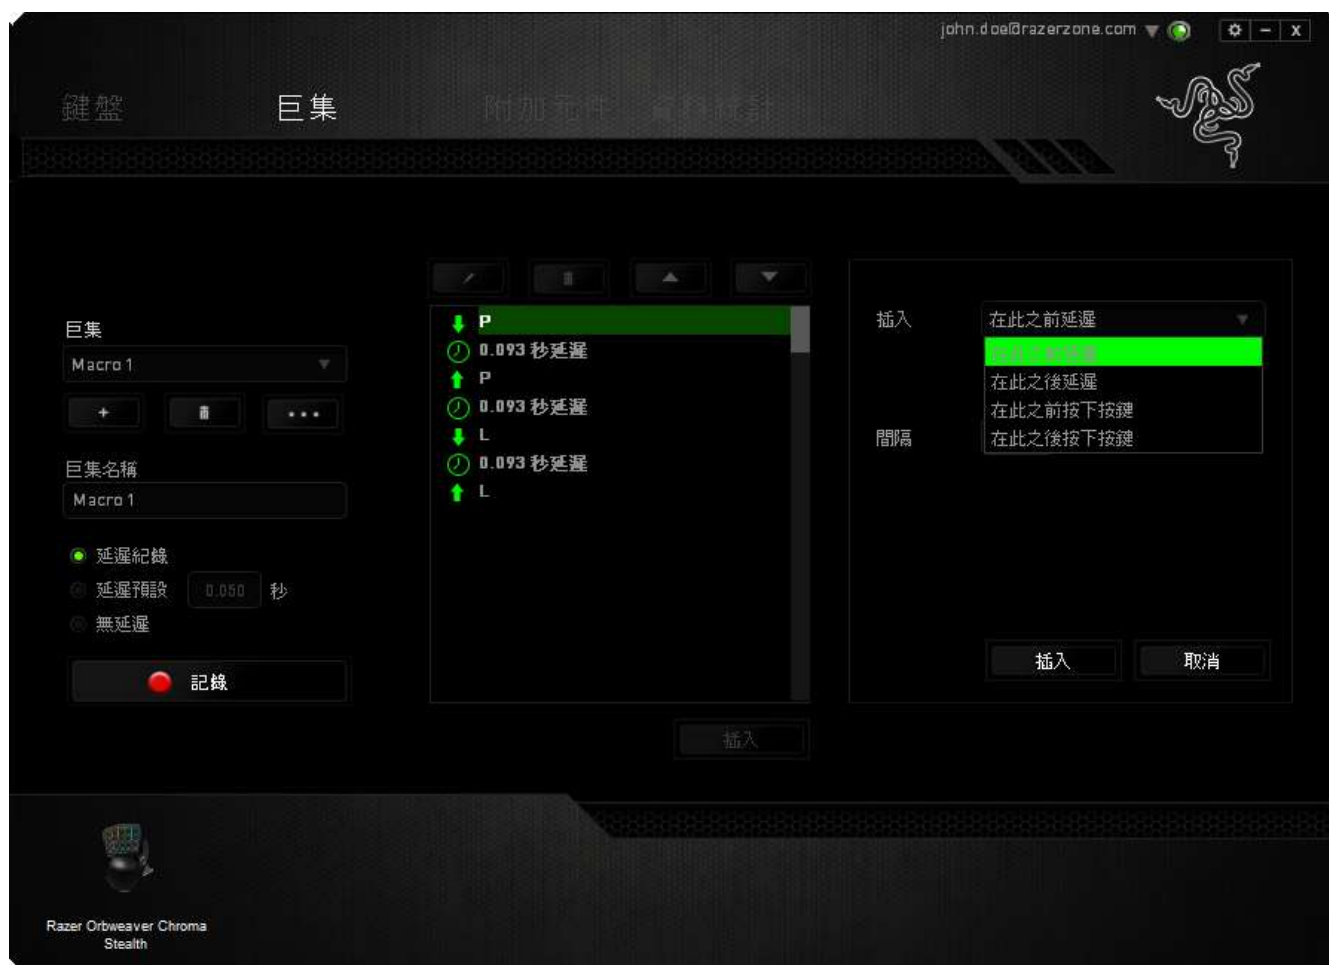 john.doe@razerzone.com
鍵盤
巨集
附加元件
插入
在此之前延遲
巨集
Macro 1
P
0.093 秒延遲
P
0.093 秒延遲
L
0.093 秒延遲
L
在此之後延遲
在此之前按下按鍵
在此之後按下按鍵
間隔
巨集名稱
Macro 1
延遲紀錄
延遲預設 0.050 秒
無延遲
記錄
插入
取消
插入
Razer Orbweaver Chroma
Stealth